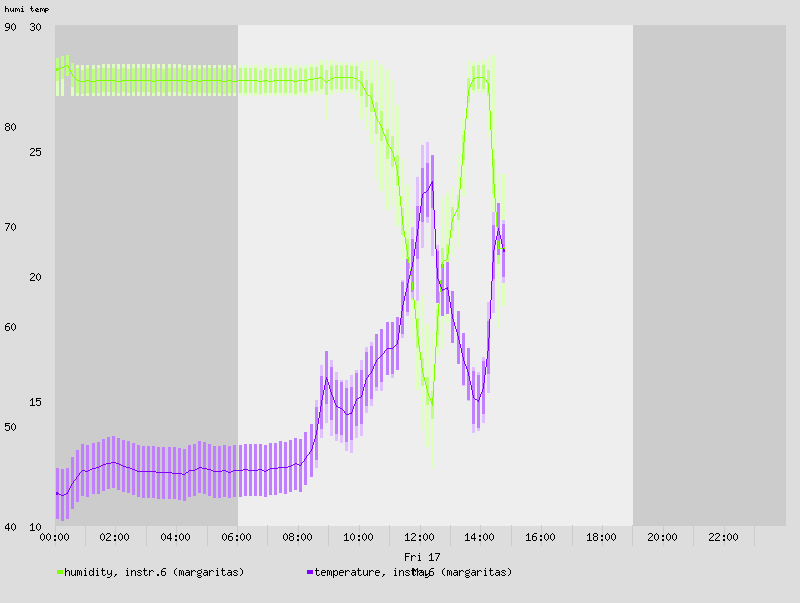 humi temp
90 30
80
25
70
20
60
15
50
40 10
00:00 02:00 04:00 06:00 08:00 10:00 12:00 14:00 16:00 18:00 20:00 22:00
Fri 17
May
humidity, instr.6 (margaritas) temperature, instr.6 (margaritas)